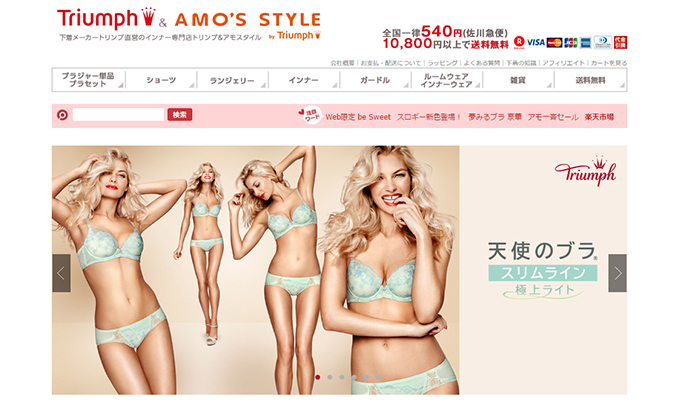 Triumph & AMO'S STYLE
by Triumph
下着メーカートリンプ直営のインナー専門店トリンプ&アモスタイル
全国一律540円(佐川急便)
10,800円以上で送料無料
VISA
代金引換
会社概要 | お支払・配送について | ラッピング | よくある質問 | 下着の知識 | アフィリエイト | カートを見る
ブラジャー単品 ブラセット
ショーツ
ランジェリー
インナー
ガードル
ルームウェア インナーウェア
雑貨
送料無料
検索
注目ワード
Web限定 be Sweet スロギー新色登場！ 夢みるブラ 京華 アモ一斉セール 楽天市場
Triumph
天使のブラ®
スリムライン
極上ライト